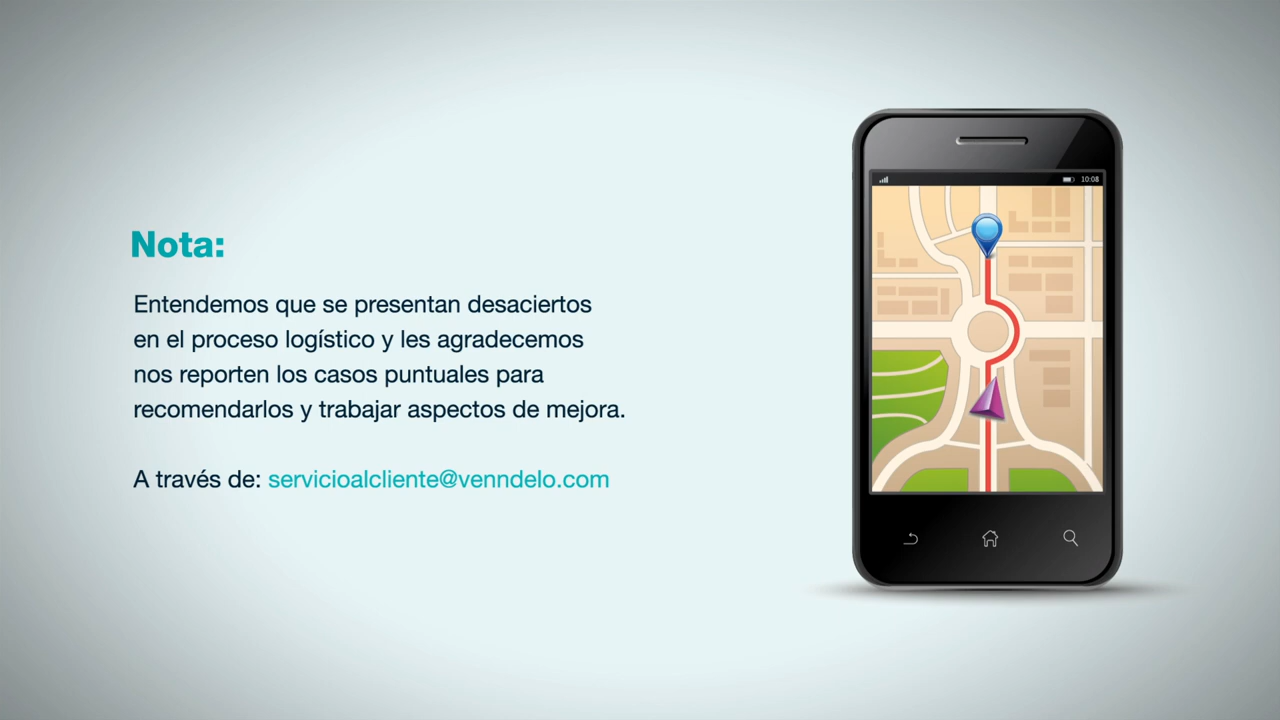 Nota:
Entendemos que se presentan desaciertos
en el proceso logístico y les agradecemos
nos reporten los casos puntuales para
recomendarlos y trabajar aspectos de mejora.
A través de: servicioalcliente@venndelo.com
10:08